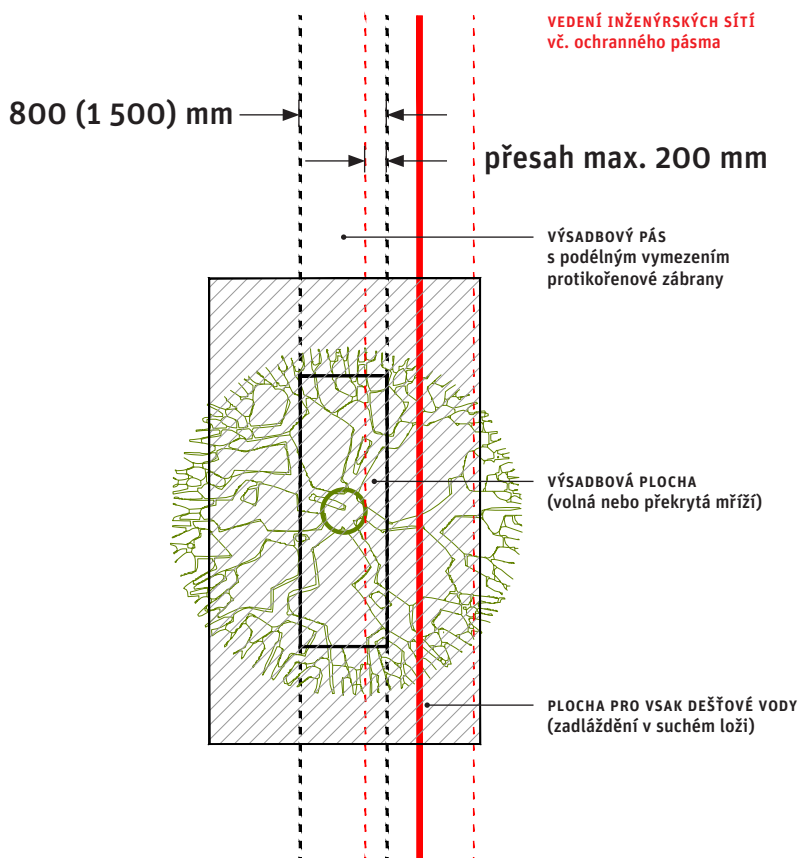 VEDENÍ INŽENÝRSKÝCH SÍTÍ
vč. ochranného pásma
800 (1 500) mm
přesah max. 200 mm
VÝSADBOVÝ PÁS
s podélným vymezením
protikořenové zábrany
VÝSADBOVÁ PLOCHA
(volná nebo překrytá mříží)
PLOCHA PRO VSAK DEŠŤOVÉ VODY
(zadláždění v suchém loži)